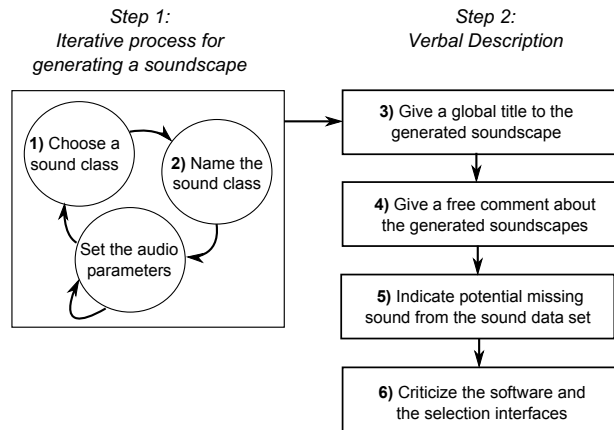 Step 1:
Iterative process for
generating a soundscape
1) Choose a
sound class
2) Name the
sound class
Set the audio
parameters
Step 2:
Verbal Description
3) Give a global title to the
generated soundscape
4) Give a free comment about
the generated soundscapes
5) Indicate potential missing
sound from the sound data set
6) Criticize the software and
the selection interfaces